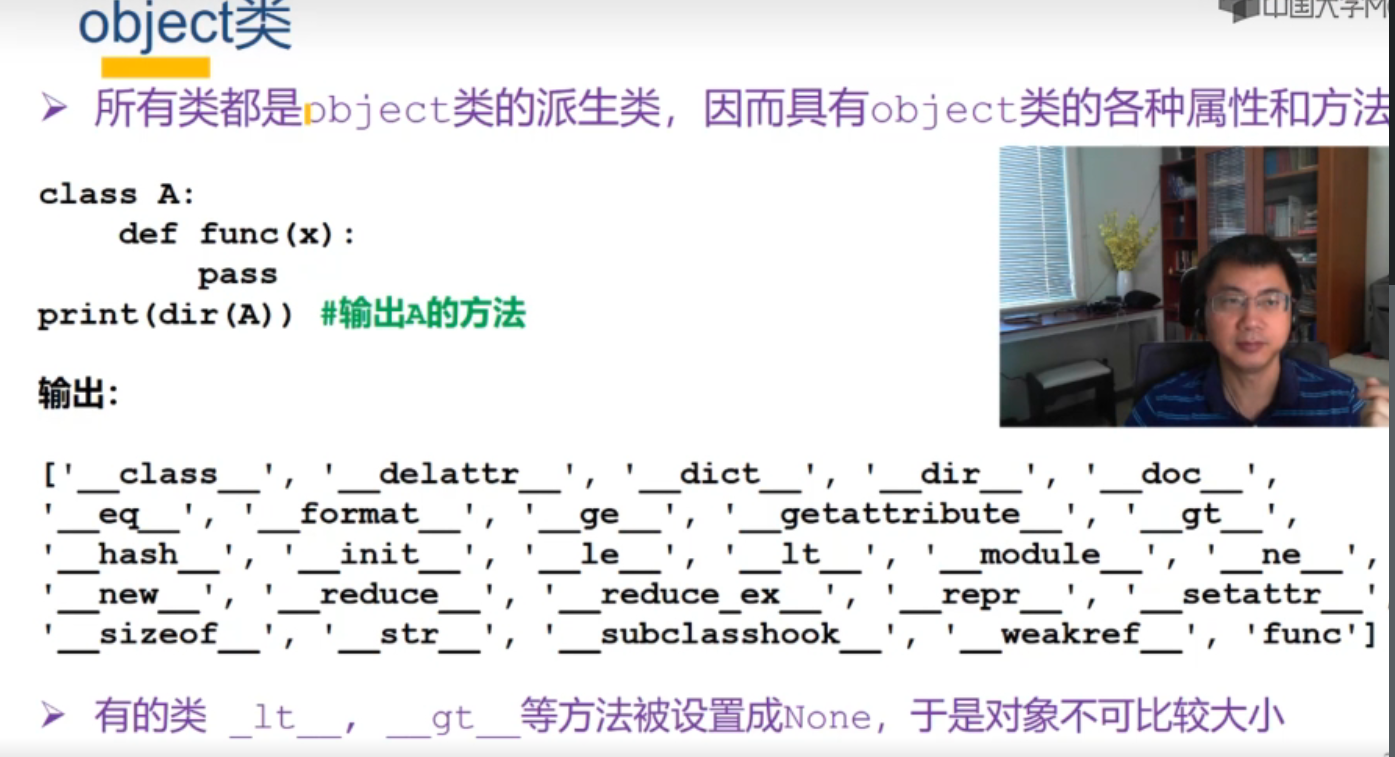 object类
中国大学M
➢ 所有类都是object类的派生类，因而具有object类的各种属性和方法
class A:
    def func(x):
        pass
print(dir(A)) #输出A的方法
输出：
['__class__', '__delattr__', '__dict__', '__dir__', '__doc__',
'__eq__', '__format__', '__ge__', '__getattribute__', '__gt__',
'__hash__', '__init__', '__le__', '__lt__', '__module__', '__ne__',
'__new__', '__reduce__', '__reduce_ex__', '__repr__', '__setattr__'
'__sizeof__', '__str__', '__subclasshook__', '__weakref__', 'func']
➢ 有的类 _lt__, __gt__等方法被设置成None，于是对象不可比较大小